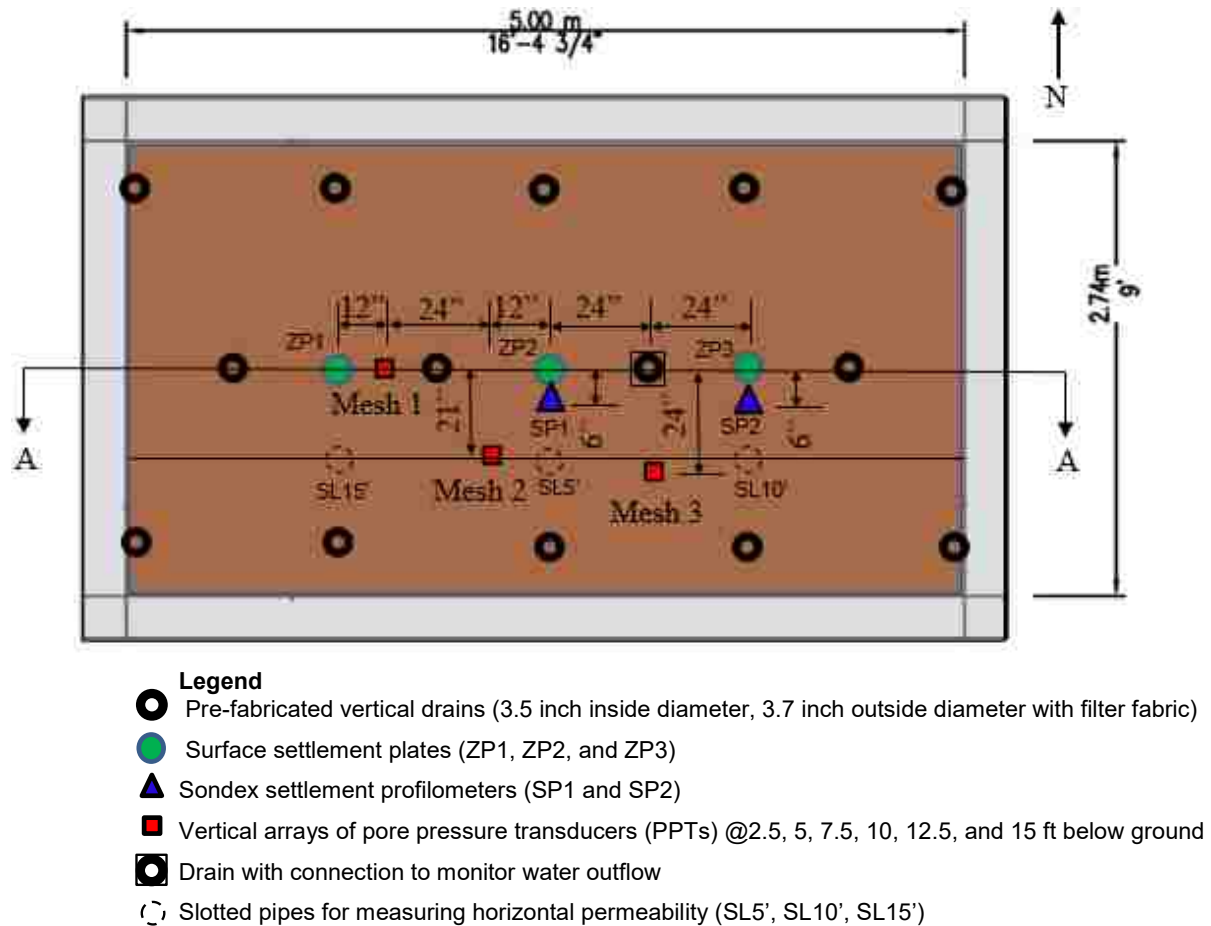 5.00 m
16'-4 3/4"
N
2.74m
9'
12" 24" 12" 24" 24"
ZP1 ZP2 ZP3
Mesh 1
21"
SP1
6"
24"
SP2
6"
A A
SL15'
Mesh 2
SL5'
Mesh 3
SL10'
Legend
Pre-fabricated vertical drains (3.5 inch inside diameter, 3.7 inch outside diameter with filter fabric)
Surface settlement plates (ZP1, ZP2, and ZP3)
Sondex settlement profilometers (SP1 and SP2)
Vertical arrays of pore pressure transducers (PPTs) @2.5, 5, 7.5, 10, 12.5, and 15 ft below ground
Drain with connection to monitor water outflow
Slotted pipes for measuring horizontal permeability (SL5', SL10', SL15')